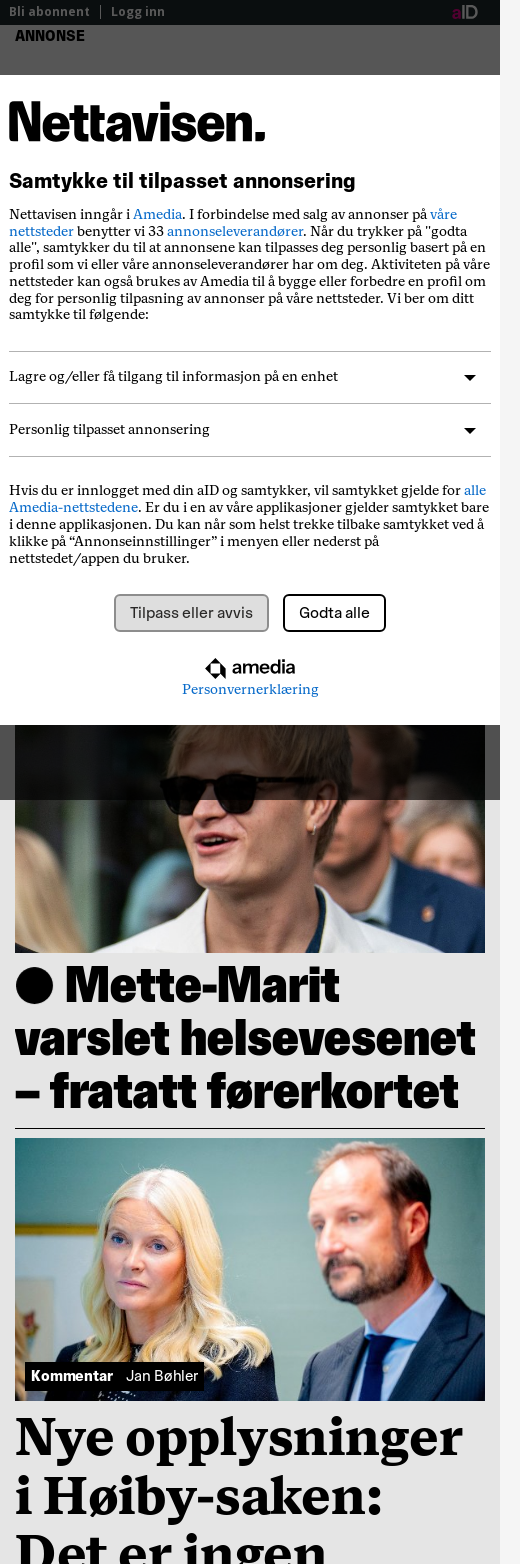 Bli abonnent | Logg inn
aID
ANNONSE
Nettavisen.
Samtykke til tilpasset annonsering
Nettavisen inngår i Amedia. I forbindelse med salg av annonser på våre
nettsteder benytter vi 33 annonseleverandører. Når du trykker på "godta
alle", samtykker du til at annonsene kan tilpasses deg personlig basert på en
profil som vi eller våre annonseleverandører har om deg. Aktiviteten på våre
nettsteder kan også brukes av Amedia til å bygge eller forbedre en profil om
deg for personlig tilpasning av annonser på våre nettsteder. Vi ber om ditt
samtykke til følgende:
Lagre og/eller få tilgang til informasjon på en enhet
Personlig tilpasset annonsering
Hvis du er innlogget med din aID og samtykker, vil samtykket gjelde for alle
Amedia-nettstedene. Er du i en av våre applikasjoner gjelder samtykket bare
i denne applikasjonen. Du kan når som helst trekke tilbake samtykket ved å
klikke på “Annonseinnstillinger” i menyen eller nederst på
nettstedet/appen du bruker.
Tilpass eller avvis
Godta alle
amedia
Personvernerklæring
● Mette-Marit
varslet helsevesenet
– fratatt førerkortet
Kommentar Jan Bøhler
Nye opplysninger
i Høiby-saken:
Det er ingen